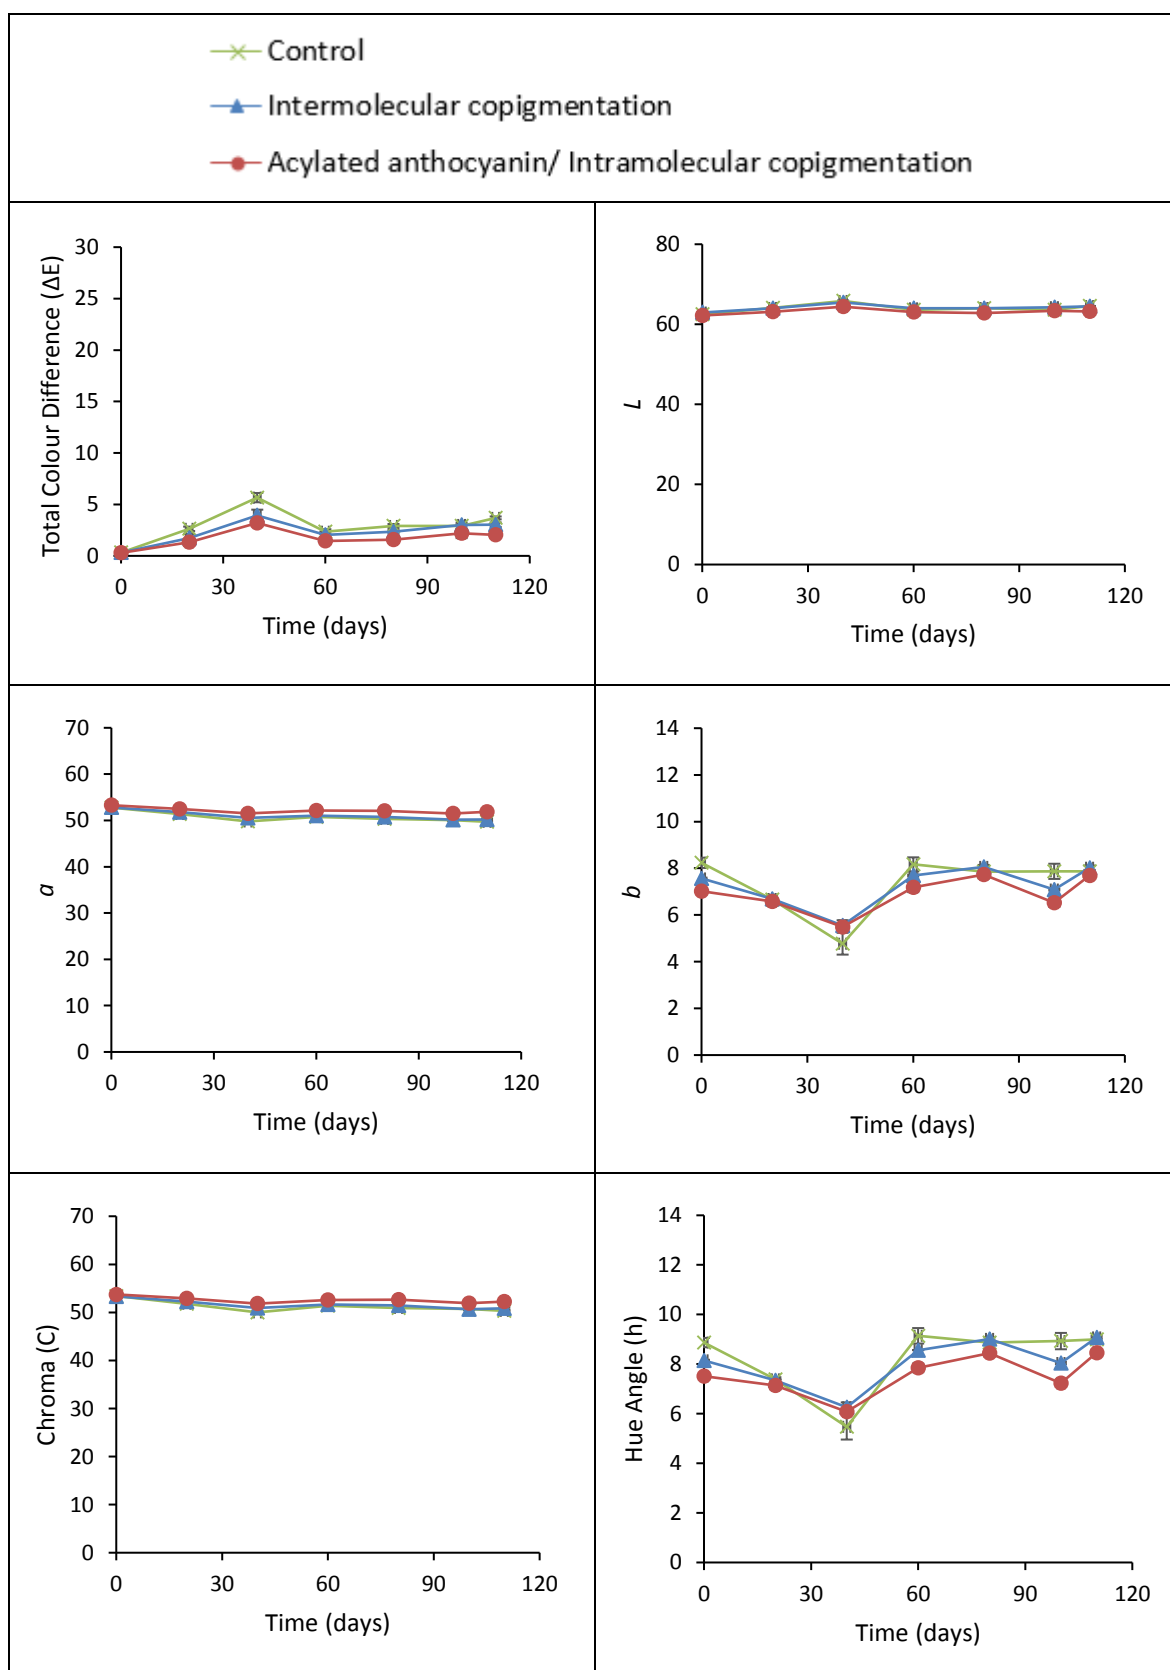 Control
Intermolecular copigmentation
Acylated anthocyanin/ Intramolecular copigmentation
Total Colour Difference (ΔE)
30
25
20
15
10
5
0
0 30 60 90 120
Time (days)
L
80
60
40
20
0
0 30 60 90 120
Time (days)
a
70
60
50
40
30
20
10
0
0 30 60 90 120
Time (days)
b
14
12
10
8
6
4
2
0
0 30 60 90 120
Time (days)
Chroma (C)
70
60
50
40
30
20
10
0
0 30 60 90 120
Time (days)
Hue Angle (h)
14
12
10
8
6
4
2
0
0 30 60 90 120
Time (days)